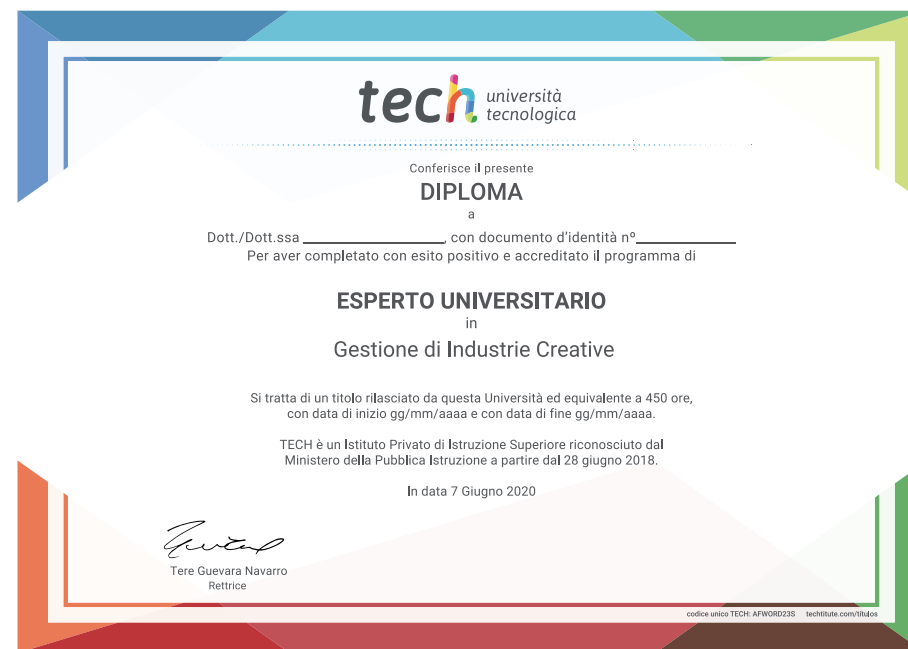 tech università
tecnologica
Conferisce il presente
DIPLOMA
a
Dott./Dott.ssa ________________, con documento d'identità nº____________
Per aver completato con esito positivo e accreditato il programma di
ESPERTO UNIVERSITARIO
in
Gestione di Industrie Creative
Si tratta di un titolo rilasciato da questa Università ed equivalente a 450 ore,
con data di inizio gg/mm/aaaa e con data di fine gg/mm/aaaa.
TECH è un Istituto Privato di Istruzione Superiore riconosciuto dal
Ministero della Pubblica Istruzione a partire dal 28 giugno 2018.
In data 7 Giugno 2020
Tere Guevara Navarro
Rettrice
codice unico TECH: AFWORD23S techtitute.com/titulos